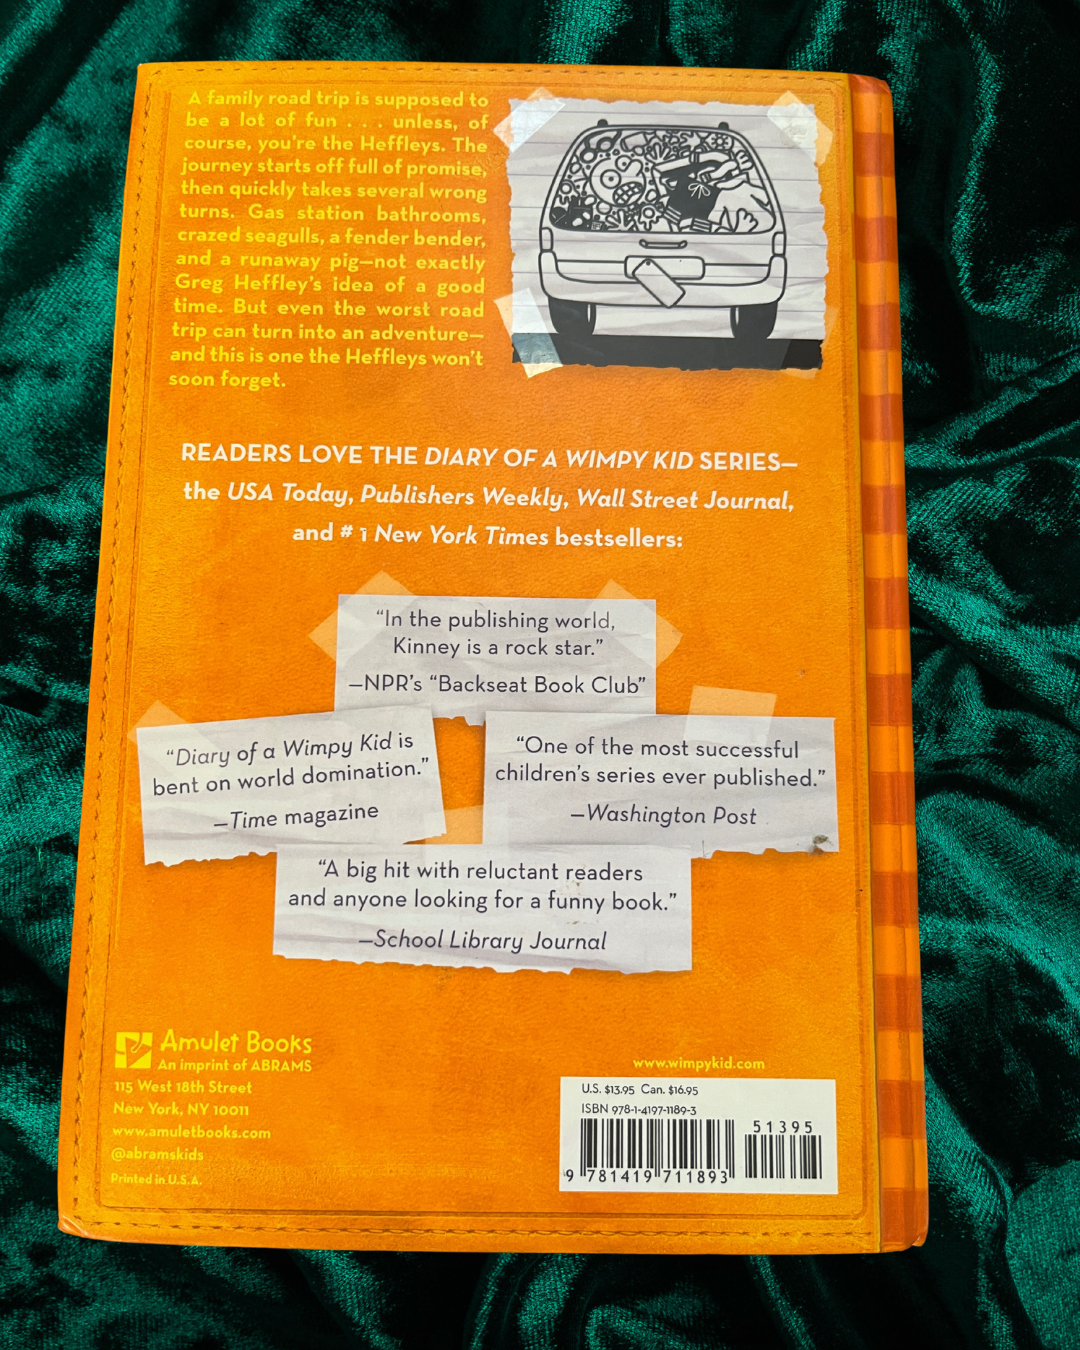 A family road trip is supposed to
be a lot of fun . . . unless, of
course, you're the Heffleys. The
journey starts off full of promise,
then quickly takes several wrong
turns. Gas station bathrooms,
crazed seagulls, a fender bender,
and a runaway pig—not exactly
Greg Heffley's idea of a good
time. But even the worst road
trip can turn into an adventure—
and this is one the Heffleys won't
soon forget.
READERS LOVE THE DIARY OF A WIMPY KID SERIES—
the USA Today, Publishers Weekly, Wall Street Journal,
and #1 New York Times bestsellers:
"In the publishing world,
Kinney is a rock star."
—NPR's "Backseat Book Club"
"Diary of a Wimpy Kid is
bent on world domination."
—Time magazine
"One of the most successful
children's series ever published."
—Washington Post
"A big hit with reluctant readers
and anyone looking for a funny book."
—School Library Journal
Amulet Books
An imprint of ABRAMS
115 West 18th Street
New York, NY 10011
www.amuletbooks.com
@abramskids
Printed in U.S.A.
www.wimpykid.com
U.S. $13.95 Can. $16.95
ISBN 978-1-4197-1189-3
51395
9 781419 711893